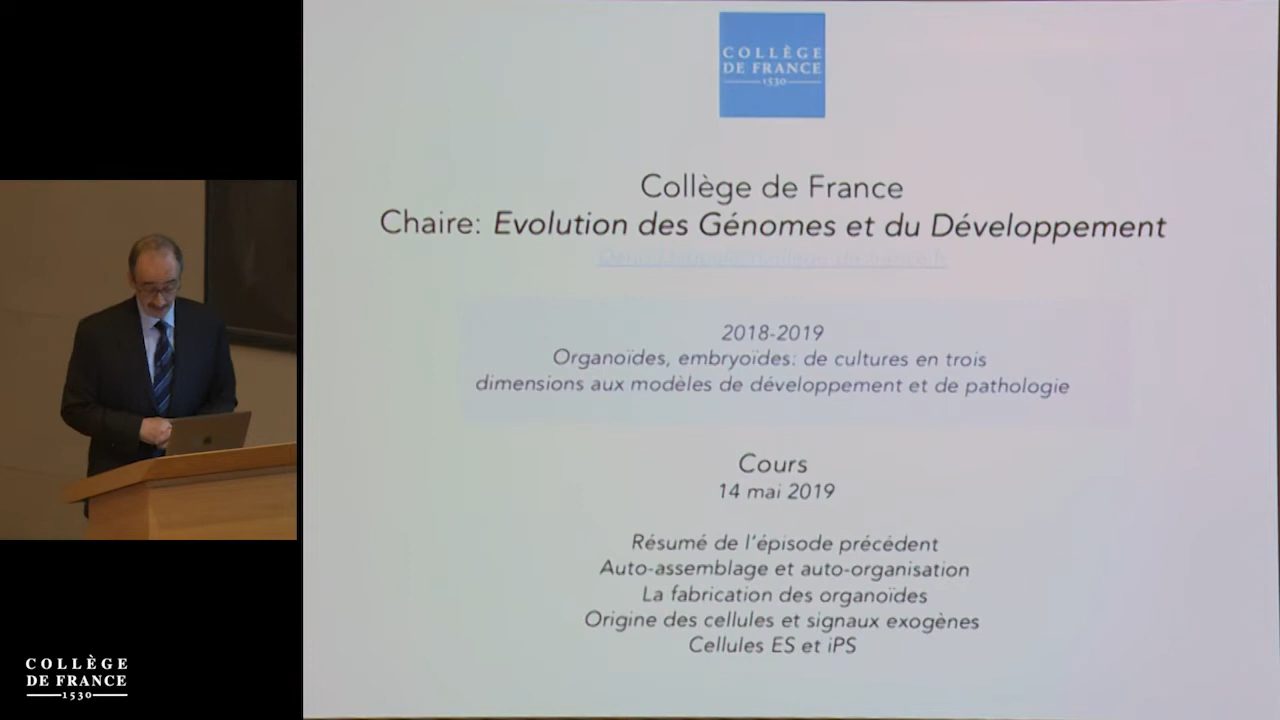 COLLÈGE
DE FRANCE
1530
Collège de France
Chaire: Evolution des Génomes et du Développement
2018-2019
Organoïdes, embryoïdes: de cultures en trois
dimensions aux modèles de développement et de pathologie
Cours
14 mai 2019
Résumé de l'épisode précédent
Auto-assemblage et auto-organisation
La fabrication des organoïdes
Origine des cellules et signaux exogènes
Cellules ES et iPS
COLLÈGE
DE FRANCE
1530